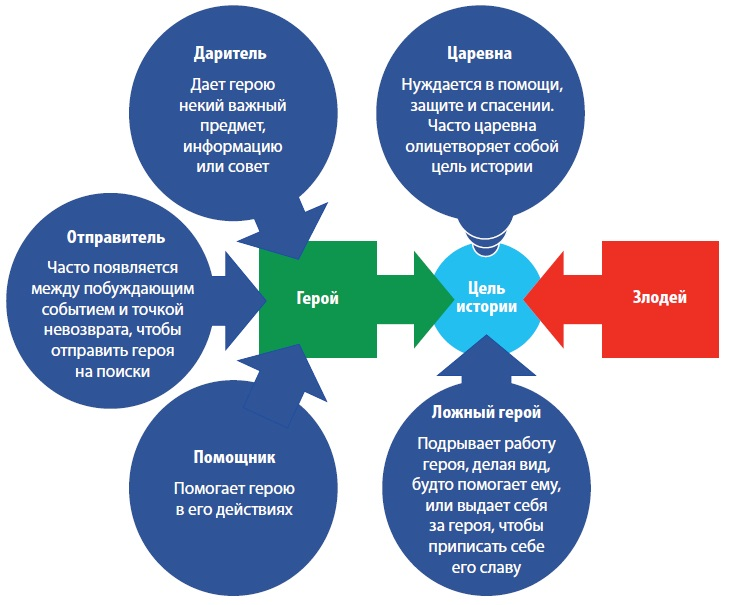 Даритель
Дает герою
некий важный
предмет,
информацию
или совет
Царевна
Нуждается в помощи,
защите и спасении.
Часто царевна
олицетворяет собой
цель истории
Отправитель
Часто появляется
между побуждающим
событием и точкой
невозврата, чтобы
отправить героя
на поиски
Герой
Цель
истории
Злодей
Помощник
Помогает герою
в его действиях
Ложный герой
Подрывает работу
героя, делая вид,
будто помогает ему,
или выдает себя
за героя, чтобы
приписать себе
его славу